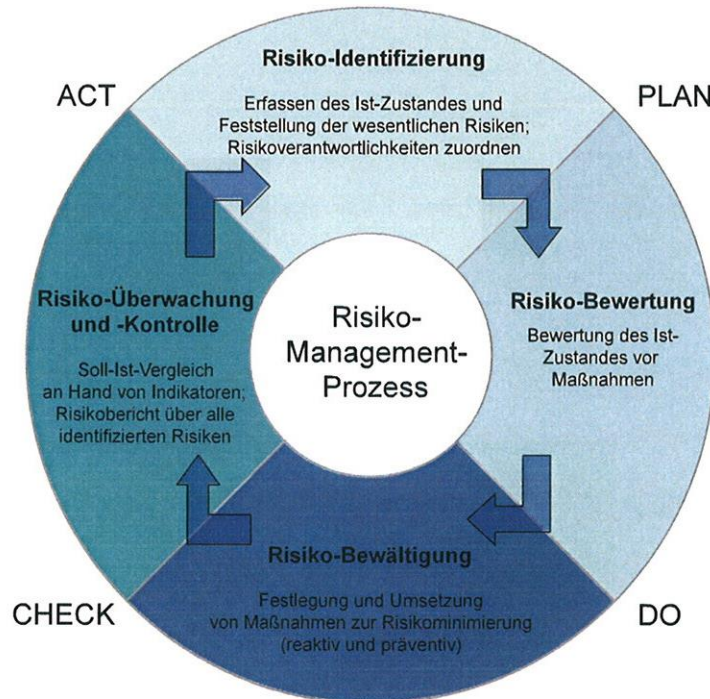 Risiko-Identifizierung
Erfassen des Ist-Zustandes und
Feststellung der wesentlichen Risiken;
Risikoverantwortlichkeiten zuordnen
ACT
PLAN
Risiko-Überwachung
und -Kontrolle
Soll-Ist-Vergleich
an Hand von Indikatoren;
Risikobericht über alle
identifizierten Risiken
Risiko-
Management-
Prozess
Risiko-Bewertung
Bewertung des Ist-
Zustandes vor
Maßnahmen
Risiko-Bewältigung
Festlegung und Umsetzung
von Maßnahmen zur Risikominimierung
(reaktiv und präventiv)
CHECK
DO